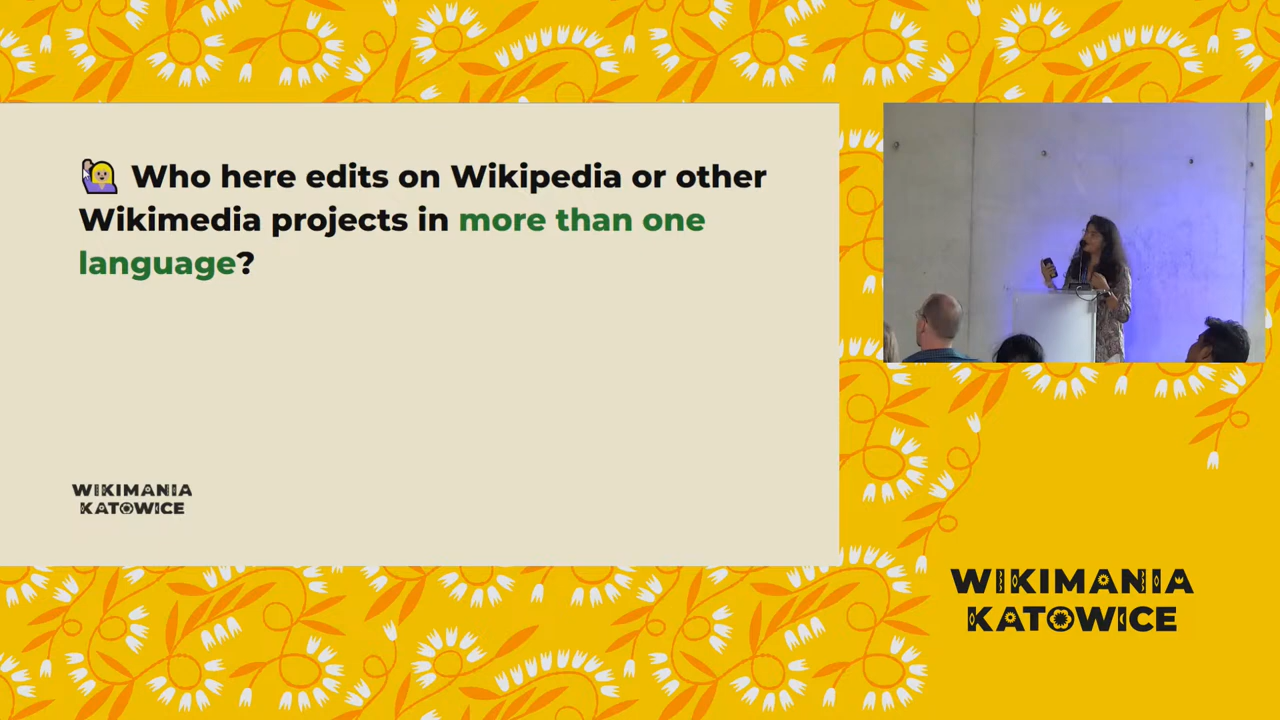 🙋 Who here edits on Wikipedia or other
Wikimedia projects in more than one
language?
WIKIMANIA
KATOWICE
WIKIMANIA
KATOWICE